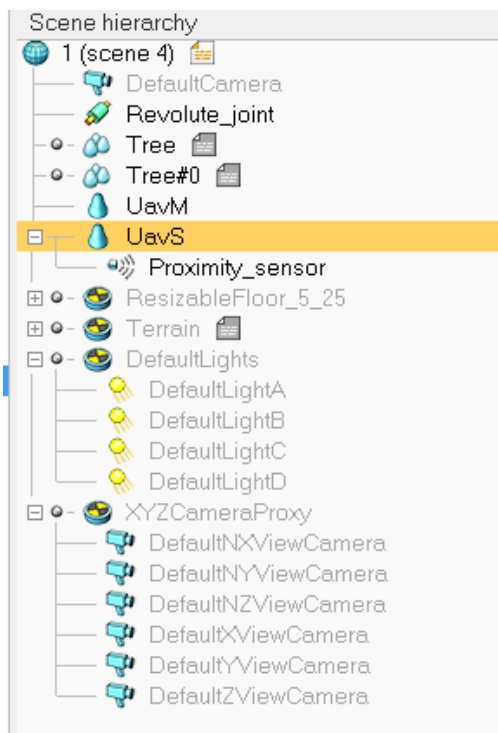 Scene hierarchy
1 (scene 4)
DefaultCamera
Revolute_joint
Tree
Tree#0
UavM
UavS
Proximity_sensor
ResizableFloor_5_25
Terrain
DefaultLights
DefaultLightA
DefaultLightB
DefaultLightC
DefaultLightD
XYZCameraProxy
DefaultNXViewCamera
DefaultNYViewCamera
DefaultNZViewCamera
DefaultXViewCamera
DefaultYViewCamera
DefaultZViewCamera